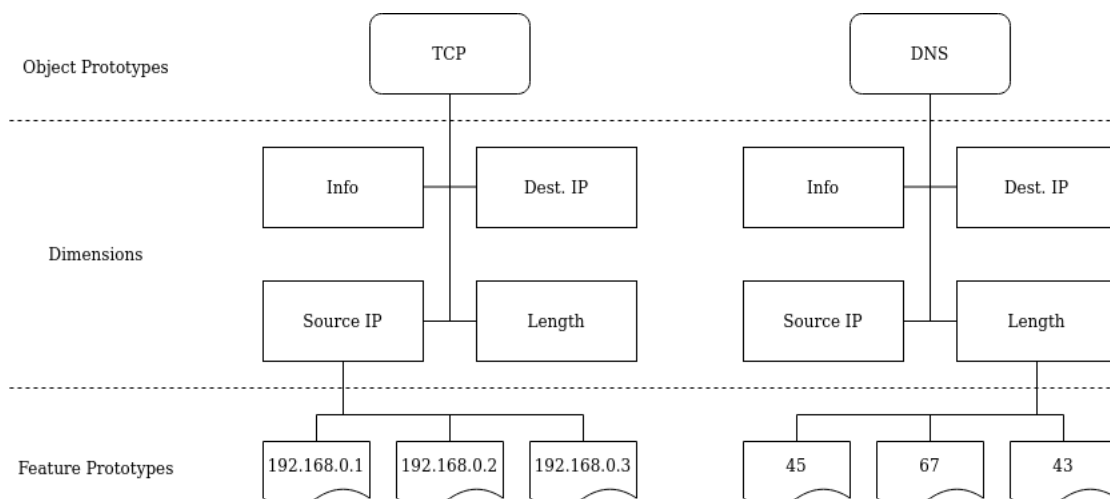 TCP
DNS
Object Prototypes
Info
Dest. IP
Info
Dest. IP
Dimensions
Source IP
Length
Source IP
Length
Feature Prototypes
192.168.0.1
192.168.0.2
192.168.0.3
45
67
43